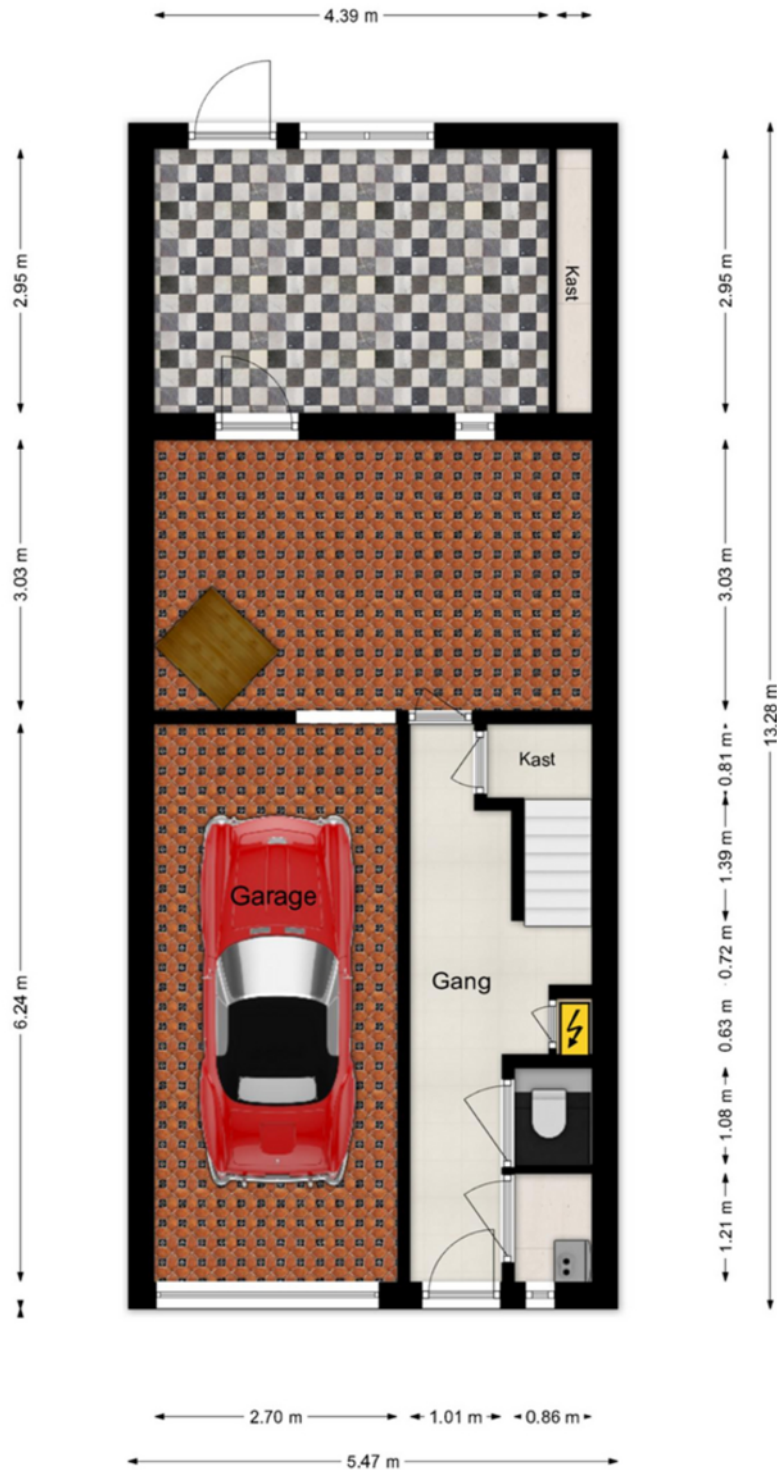 4.39 m
2.95 m
2.95 m
Kast
3.03 m
3.03 m
13.28 m
0.81 m
Kast
1.39 m
Garage
0.72 m
Gang
6.24 m
0.63 m
1.08 m
1.21 m
2.70 m
1.01 m
0.86 m
5.47 m